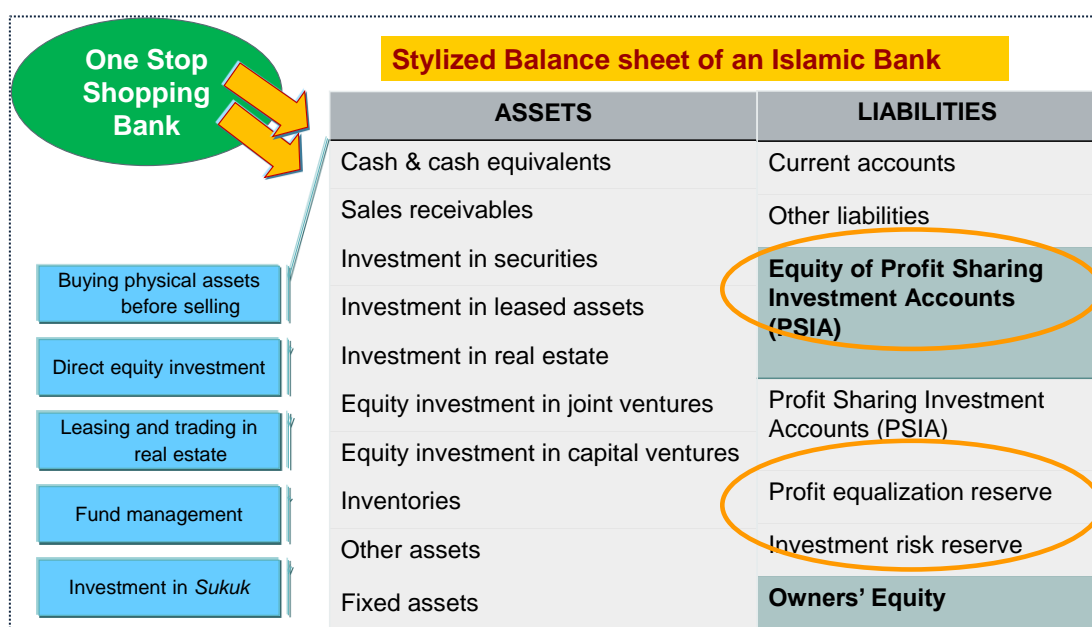 One Stop
Shopping
Bank
Stylized Balance sheet of an Islamic Bank
ASSETS
Cash & cash equivalents
Sales receivables
Investment in securities
Investment in leased assets
Investment in real estate
Equity investment in joint ventures
Equity investment in capital ventures
Inventories
Other assets
Fixed assets
LIABILITIES
Current accounts
Other liabilities
Equity of Profit Sharing
Investment Accounts
(PSIA)
Profit Sharing Investment
Accounts (PSIA)
Profit equalization reserve
Investment risk reserve
Owners’ Equity
Buying physical assets
before selling
Direct equity investment
Leasing and trading in
real estate
Fund management
Investment in Sukuk